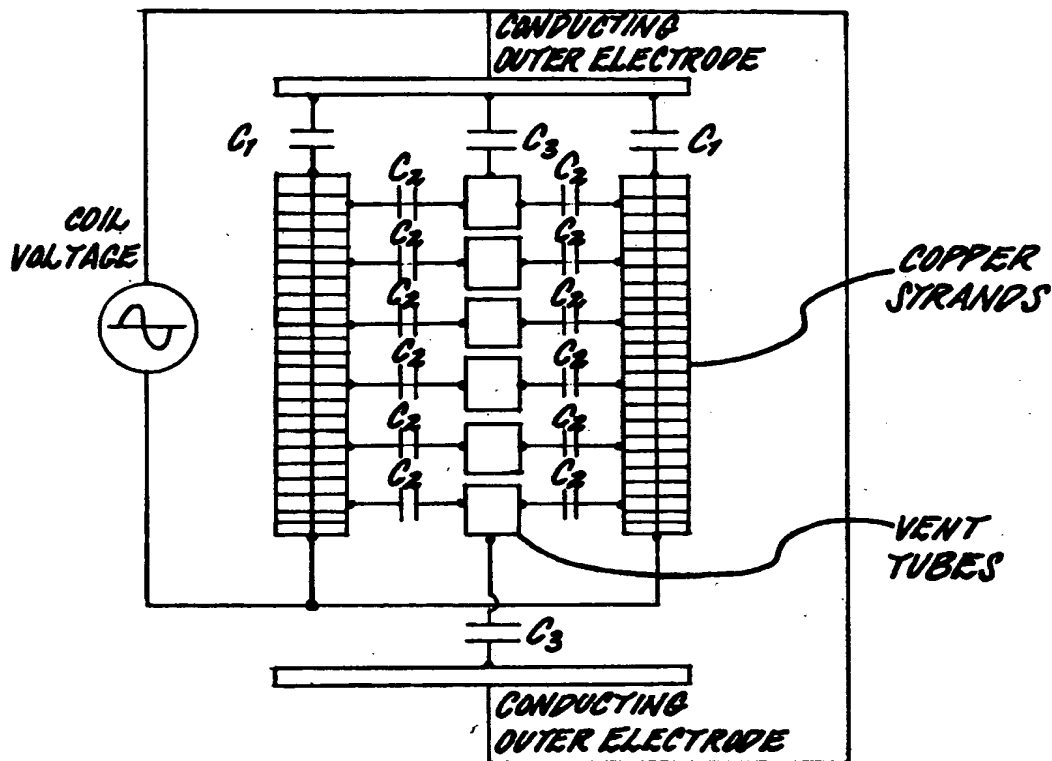 CONDUCTING
OUTER ELECTRODE
C1
C3
C1
C2
C2
C2
C2
C2
C2
C2
C2
C2
C2
C2
C2
COIL
VOLTAGE
COPPER
STRANDS
VENT
TUBES
C3
CONDUCTING
OUTER ELECTRODE